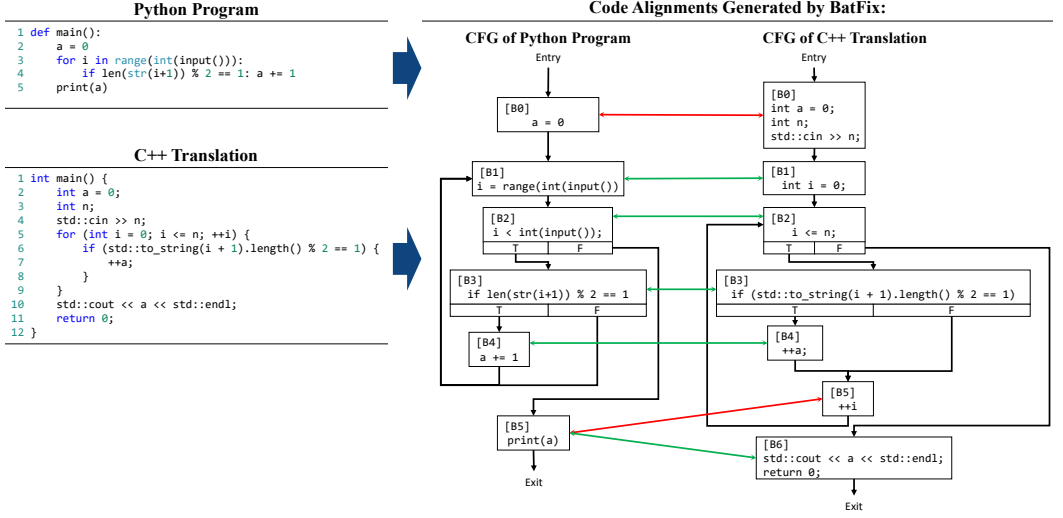 Python Program
1 def main():
2     a = 0
3     for i in range(int(input())):
4         if len(str(i+1)) % 2 == 1: a += 1
5     print(a)
C++ Translation
1 int main() {
2     int a = 0;
3     int n;
4     std::cin >> n;
5     for (int i = 0; i <= n; ++i) {
6         if (std::to_string(i + 1).length() % 2 == 1) {
7             ++a;
8         }
9     }
10     std::cout << a << std::endl;
11     return 0;
12 }
Code Alignments Generated by BatFix:
CFG of Python Program
Entry
[B0]
a = 0
[B1]
i = range(int(input())
[B2]
i < int(input());
T F
[B3]
if len(str(i+1)) % 2 == 1
T F
[B4]
a += 1
[B5]
print(a)
Exit
CFG of C++ Translation
Entry
[B0]
int a = 0;
int n;
std::cin >> n;
[B1]
int i = 0;
[B2]
i <= n;
T F
[B3]
if (std::to_string(i + 1).length() % 2 == 1)
T F
[B4]
++a;
[B5]
++i
[B6]
std::cout << a << std::endl;
return 0;
Exit